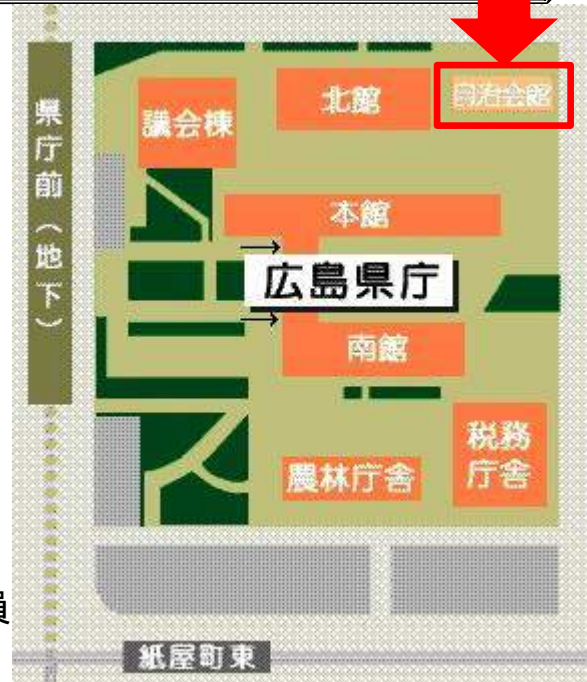 県庁前（地下）
議会棟
北館
自治会館
本館
→
広島県庁
→
南館
税務
庁舎
農林庁舎
員
紙屋町東